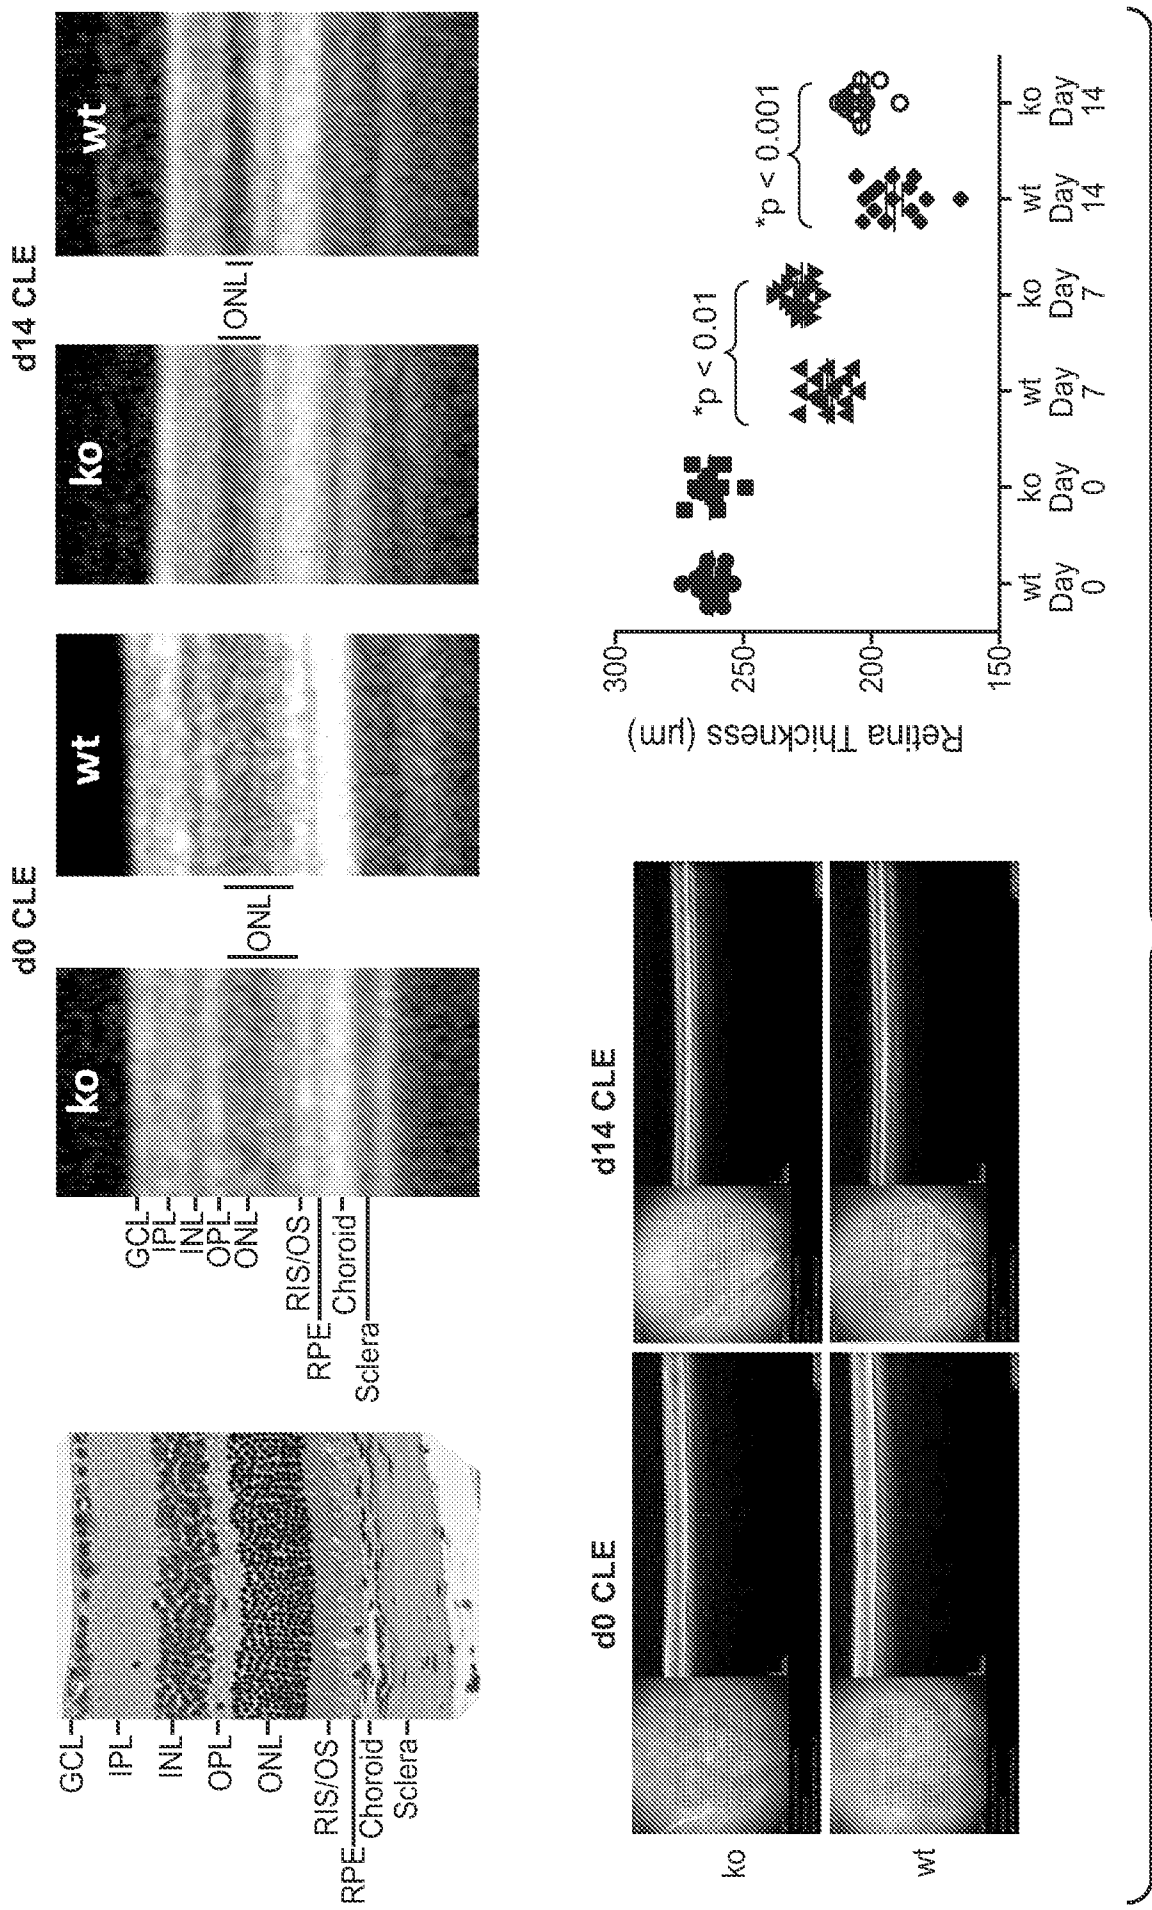 d0 CLE
d14 CLE
GCL
IPL
INL
OPL
ONL
RIS/OS
RPE
Choroid
Sclera
GCL
IPL
INL
OPL
ONL
RIS/OS
RPE
Choroid
Sclera
ko
ONL
wt
ko
ONL
wt
d0 CLE
d14 CLE
ko
wt
Retina Thickness (μm)
300
250
200
150
*p < 0.01
*p < 0.001
wt Day 0
ko Day 0
wt Day 7
ko Day 7
wt Day 14
ko Day 14